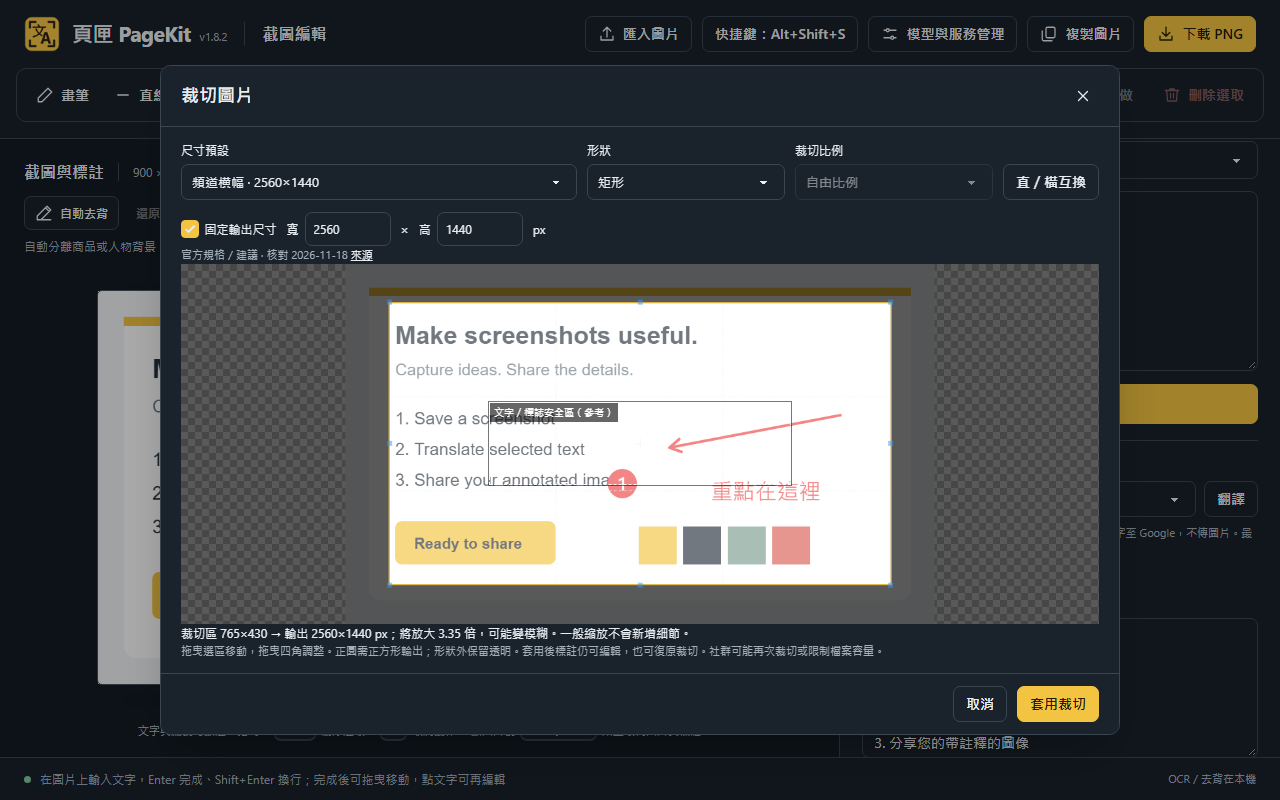 頁匣 PageKit v1.8.2 截圖編輯 匯入圖片 快捷鍵：Alt+Shift+S 模型與服務管理 複製圖片 下載 PNG
畫筆 直線 做 刪除選取
裁切圖片
截圖與標註 900 ×
自動去背 還原
自動分離商品或人物背景
尺寸預設 形狀 裁切比例
頻道橫幅 · 2560×1440 矩形 自由比例 直 / 橫互換
固定輸出尺寸 寬 2560 × 高 1440 px
官方規格 / 建議 · 核對 2026-11-18 來源
Make screenshots useful.
Capture ideas. Share the details.
文字 / 標誌安全區（參考）
1. Save a screenshot
2. Translate selected text
3. Share your annotated ima
1
重點在這裡
Ready to share
裁切區 765×430 → 輸出 2560×1440 px；將放大 3.35 倍，可能變模糊。一般縮放不會新增細節。
拖曳選區移動，拖曳四角調整。正圓需正方形輸出；形狀外保留透明。套用後標註仍可編輯，也可復原裁切。社群可能再次裁切或限制檔案容量。
取消 套用裁切
翻譯
字至 Google，不傳圖片。最
3. 分享您的帶註釋的圖像
在圖片上輸入文字，Enter 完成、Shift+Enter 換行；完成後可拖曳移動，點文字可再編輯
OCR / 去背在本機